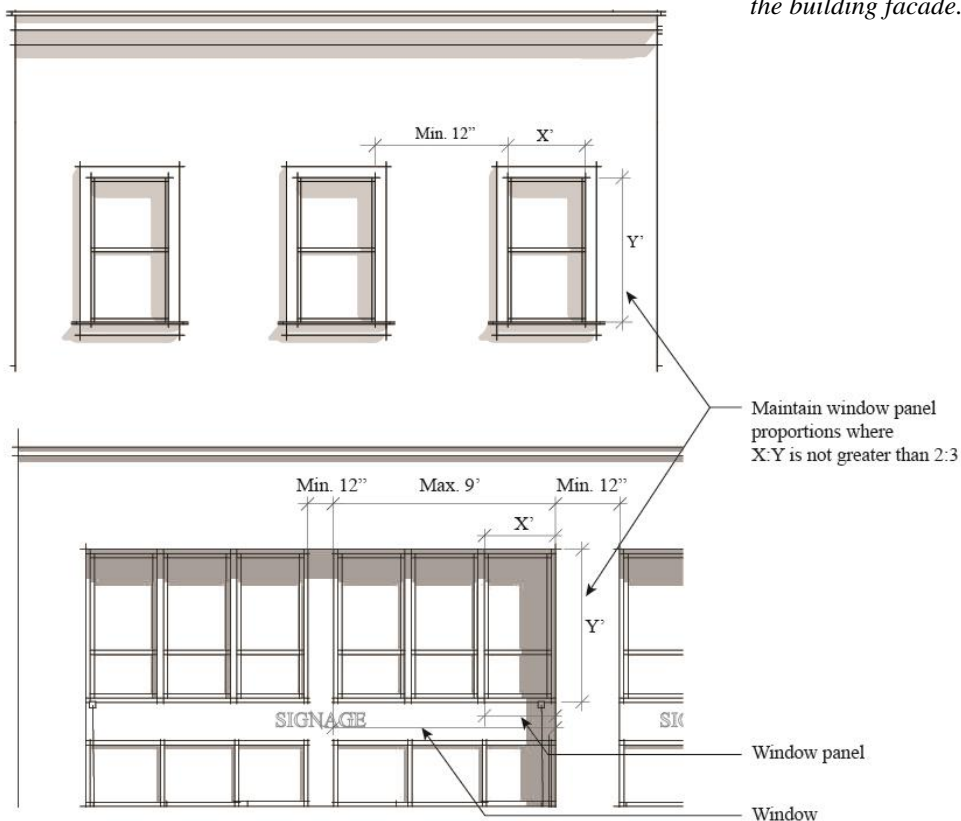 the building facade.
Min. 12”
X’
Y’
Maintain window panel
proportions where
X:Y is not greater than 2:3
Min. 12”
Max. 9’
Min. 12”
X’
Y’
SIGNAGE
SIG
Window panel
Window